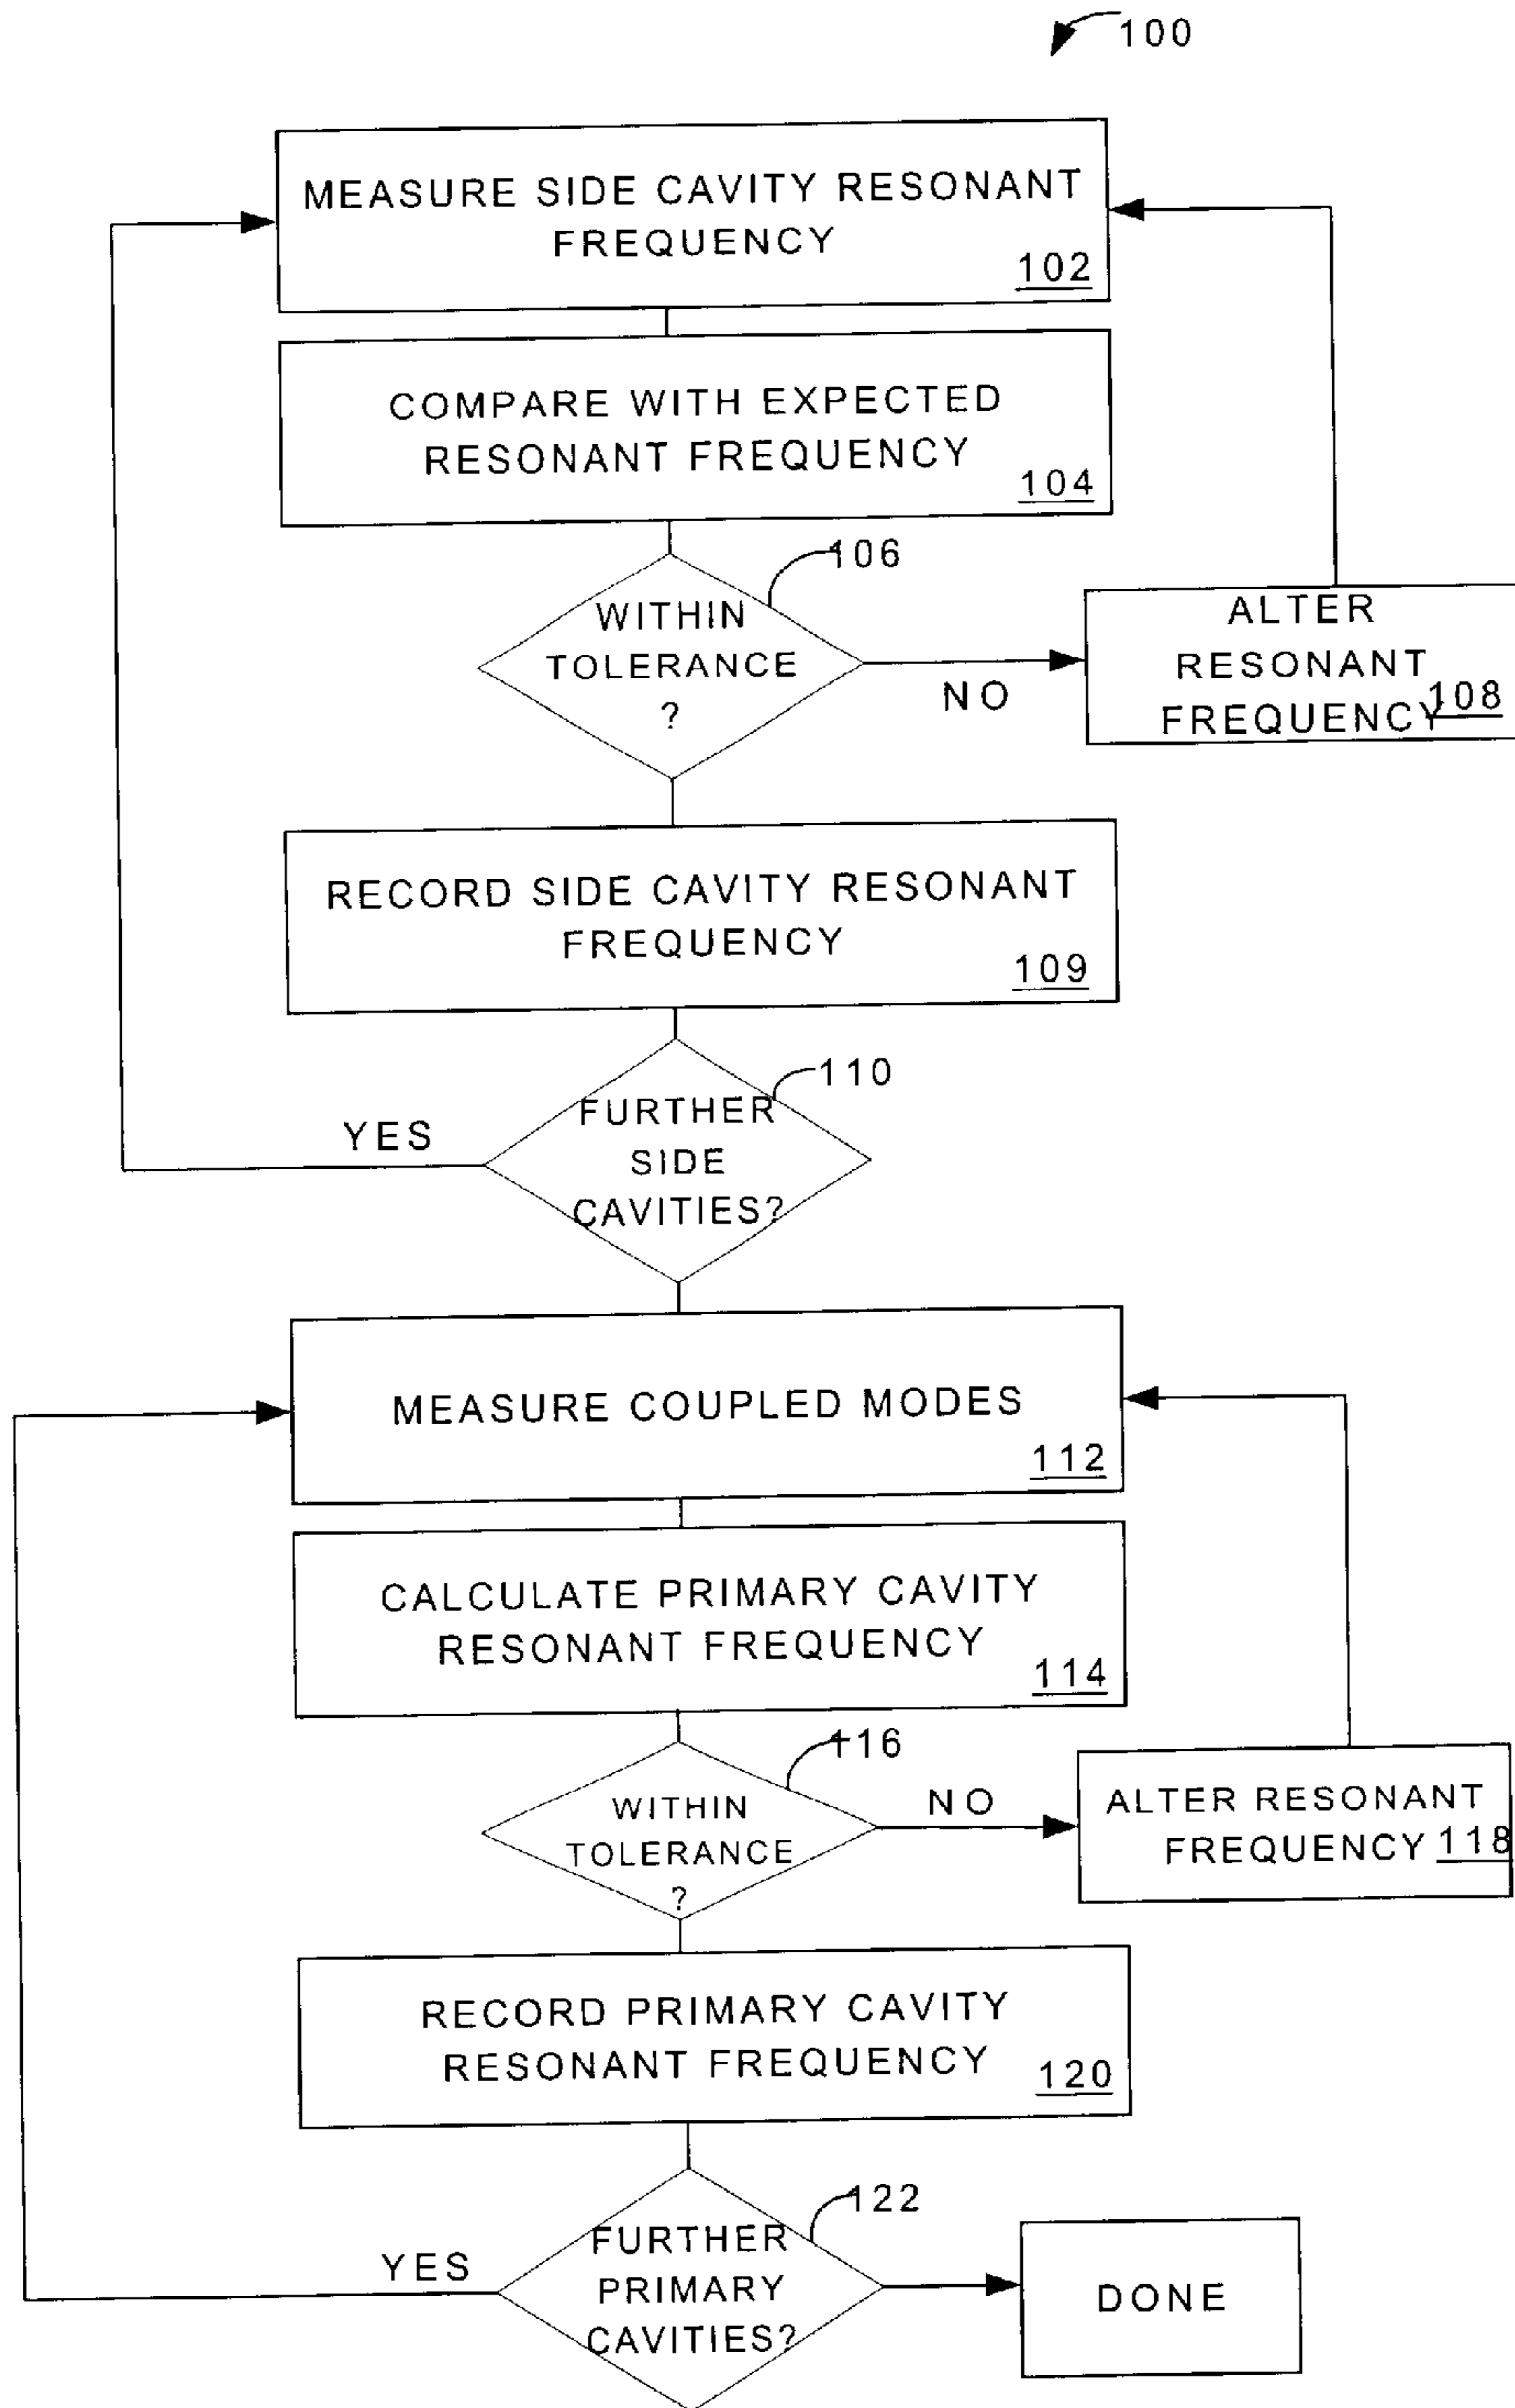 100
MEASURE SIDE CAVITY RESONANT
FREQUENCY
102
COMPARE WITH EXPECTED
RESONANT FREQUENCY
104
106
WITHIN
TOLERANCE
?
NO
ALTER
RESONANT
FREQUENCY 108
RECORD SIDE CAVITY RESONANT
FREQUENCY
109
110
YES
FURTHER
SIDE
CAVITIES?
MEASURE COUPLED MODES
112
CALCULATE PRIMARY CAVITY
RESONANT FREQUENCY
114
116
WITHIN
TOLERANCE
?
NO
ALTER RESONANT
FREQUENCY 118
RECORD PRIMARY CAVITY
RESONANT FREQUENCY
120
122
YES
FURTHER
PRIMARY
CAVITIES?
DONE